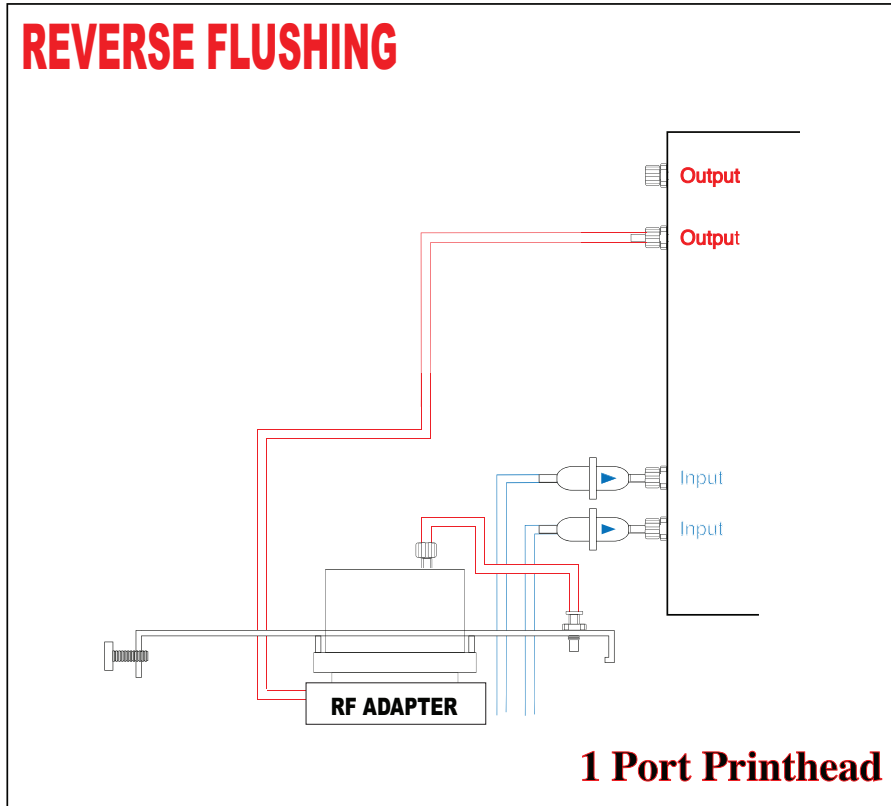 REVERSE FLUSHING
Output
Output
Input
Input
RF ADAPTER
1 Port Printhead